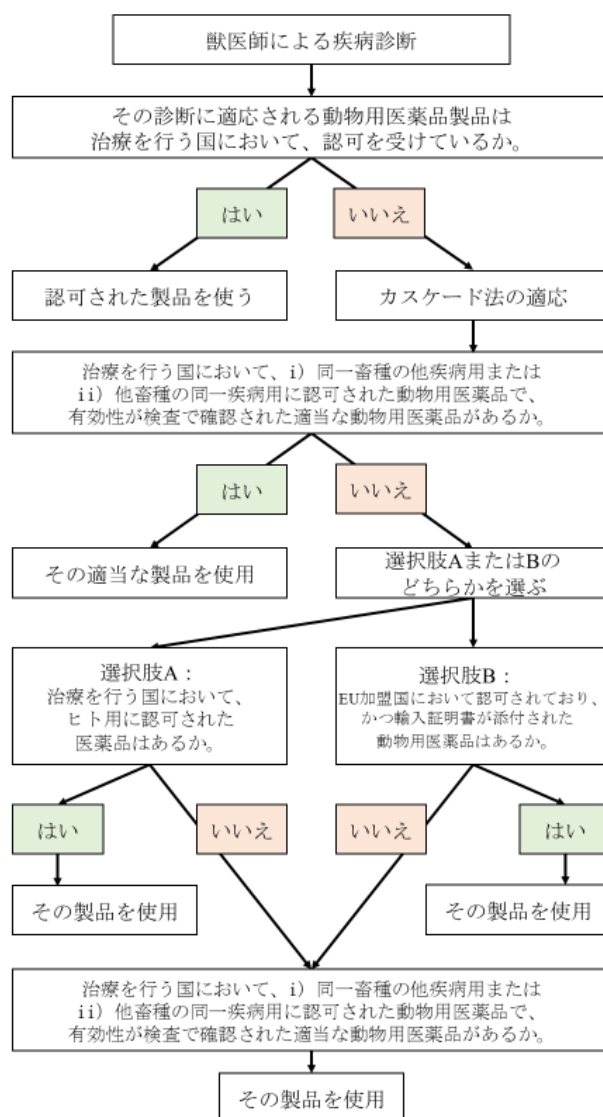 獣医師による疾病診断
その診断に適応される動物用医薬品製品は
治療を行う国において、認可を受けているか。
はい
いいえ
認可された製品を使う
カスケード法の適応
治療を行う国において、i) 同一畜種の他疾病用または
ii) 他畜種の同一疾病用に認可された動物用医薬品で、
有効性が検査で確認された適当な動物用医薬品があるか。
はい
いいえ
その適当な製品を使用
選択肢AまたはBの
どちらかを選ぶ
選択肢A：
治療を行う国において、
ヒト用に認可された
医薬品はあるか。
選択肢B：
EU加盟国において認可されており、
かつ輸入証明書が添付された
動物用医薬品はあるか。
はい
いいえ
いいえ
はい
その製品を使用
その製品を使用
治療を行う国において、i) 同一畜種の他疾病用または
ii) 他畜種の同一疾病用に認可された動物用医薬品で、
有効性が検査で確認された適当な動物用医薬品があるか。
その製品を使用